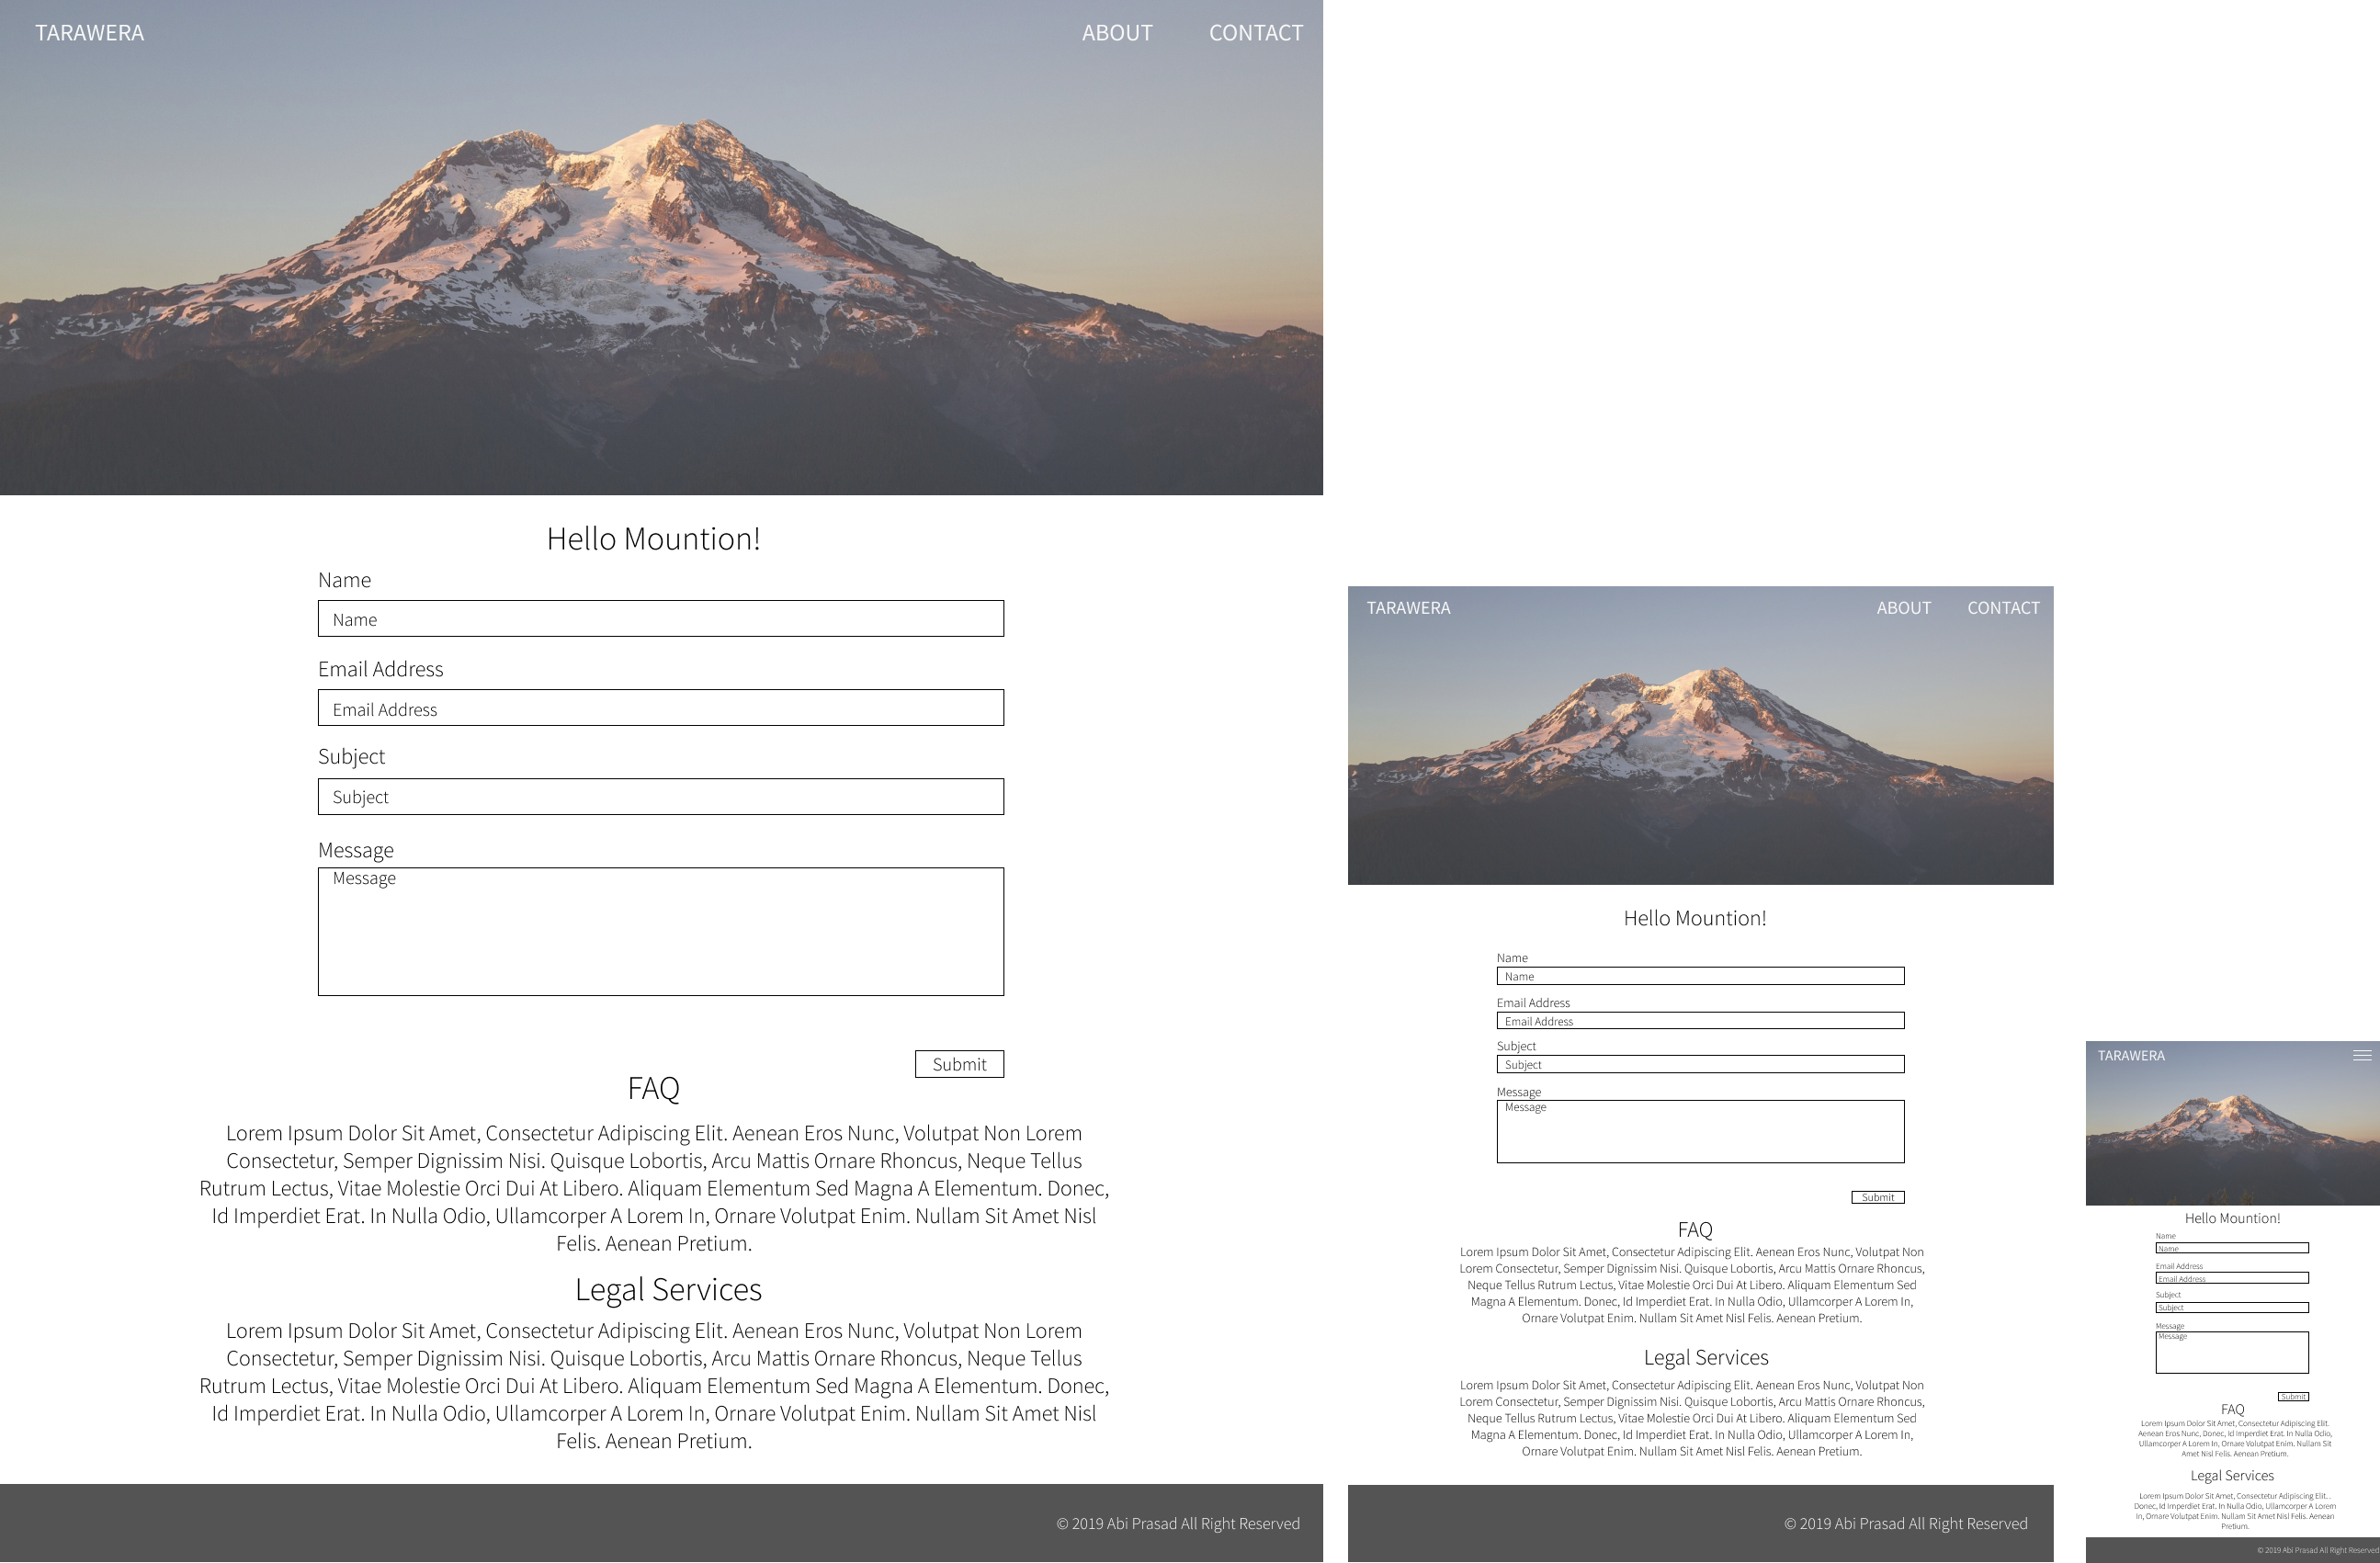 TARAWERA
ABOUT
CONTACT
Hello Mountion!
Name
Name
Email Address
Email Address
Subject
Subject
Message
Message
Submit
FAQ
Lorem Ipsum Dolor Sit Amet, Consectetur Adipiscing Elit. Aenean Eros Nunc, Volutpat Non Lorem
Consectetur, Semper Dignissim Nisi. Quisque Lobortis, Arcu Mattis Ornare Rhoncus, Neque Tellus
Rutrum Lectus, Vitae Molestie Orci Dui At Libero. Aliquam Elementum Sed Magna A Elementum. Donec,
Id Imperdiet Erat. In Nulla Odio, Ullamcorper A Lorem In, Ornare Volutpat Enim. Nullam Sit Amet Nisl
Felis. Aenean Pretium.
Legal Services
Lorem Ipsum Dolor Sit Amet, Consectetur Adipiscing Elit. Aenean Eros Nunc, Volutpat Non Lorem
Consectetur, Semper Dignissim Nisi. Quisque Lobortis, Arcu Mattis Ornare Rhoncus, Neque Tellus
Rutrum Lectus, Vitae Molestie Orci Dui At Libero. Aliquam Elementum Sed Magna A Elementum. Donec,
Id Imperdiet Erat. In Nulla Odio, Ullamcorper A Lorem In, Ornare Volutpat Enim. Nullam Sit Amet Nisl
Felis. Aenean Pretium.
© 2019 Abi Prasad All Right Reserved
TARAWERA
ABOUT
CONTACT
Hello Mountion!
Name
Name
Email Address
Email Address
Subject
Subject
Message
Message
Submit
FAQ
Lorem Ipsum Dolor Sit Amet, Consectetur Adipiscing Elit. Aenean Eros Nunc, Volutpat Non
Lorem Consectetur, Semper Dignissim Nisi. Quisque Lobortis, Arcu Mattis Ornare Rhoncus,
Neque Tellus Rutrum Lectus, Vitae Molestie Orci Dui At Libero. Aliquam Elementum Sed
Magna A Elementum. Donec, Id Imperdiet Erat. In Nulla Odio, Ullamcorper A Lorem In,
Ornare Volutpat Enim. Nullam Sit Amet Nisl Felis. Aenean Pretium.
Legal Services
Lorem Ipsum Dolor Sit Amet, Consectetur Adipiscing Elit. Aenean Eros Nunc, Volutpat Non
Lorem Consectetur, Semper Dignissim Nisi. Quisque Lobortis, Arcu Mattis Ornare Rhoncus,
Neque Tellus Rutrum Lectus, Vitae Molestie Orci Dui At Libero. Aliquam Elementum Sed
Magna A Elementum. Donec, Id Imperdiet Erat. In Nulla Odio, Ullamcorper A Lorem In,
Ornare Volutpat Enim. Nullam Sit Amet Nisl Felis. Aenean Pretium.
© 2019 Abi Prasad All Right Reserved
TARAWERA
Hello Mountion!
Name
Name
Email Address
Email Address
Subject
Subject
Message
Message
Submit
FAQ
Lorem Ipsum Dolor Sit Amet, Consectetur Adipiscing Elit.
Aenean Eros Nunc, Donec, Id Imperdiet Erat. In Nulla Odio,
Ullamcorper A Lorem In, Ornare Volutpat Enim. Nullam Sit
Amet Nisl Felis. Aenean Pretium.
Legal Services
Lorem Ipsum Dolor Sit Amet, Consectetur Adipiscing Elit. .
Donec, Id Imperdiet Erat. In Nulla Odio, Ullamcorper A Lorem
In, Ornare Volutpat Enim. Nullam Sit Amet Nisl Felis. Aenean
Pretium.
© 2019 Abi Prasad All Right Reserved